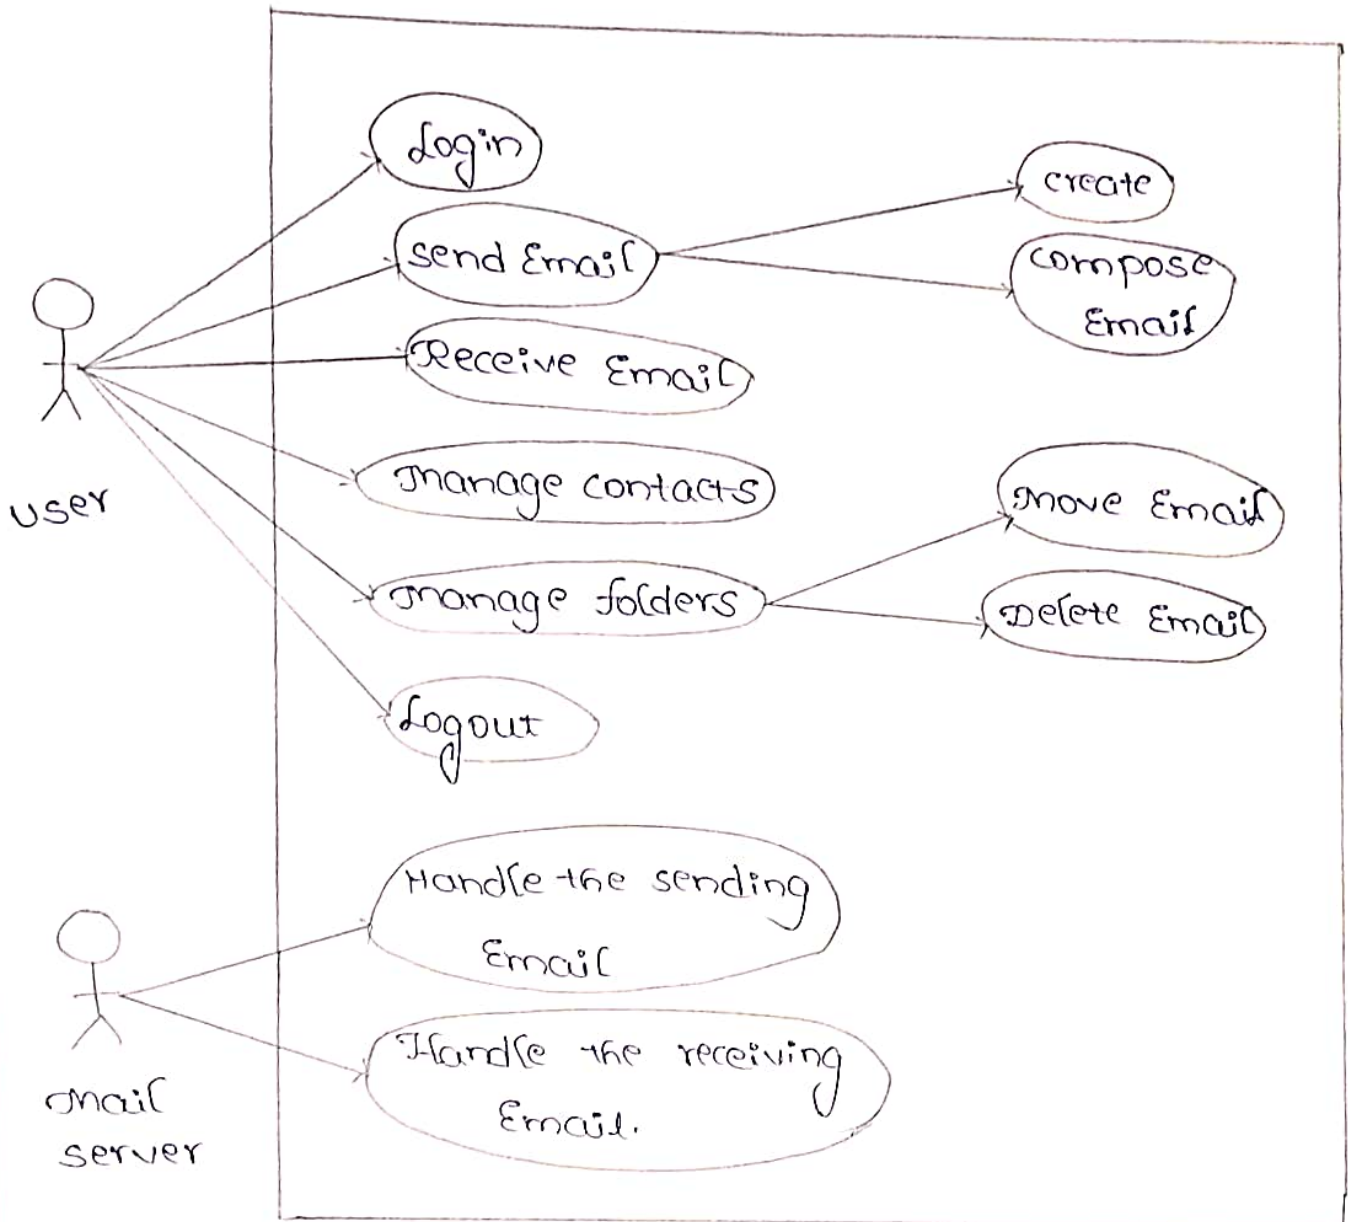 Login
create
send Email
compose
Email
Receive Email
user
Manage contacts
Move Email
Manage folders
Delete Email
Logout
Handle the sending
Email
Mail
server
Handle the receiving
Email.